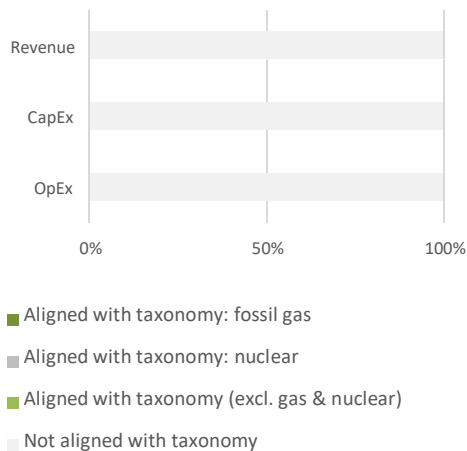 Revenue
CapEx
OpEx
0% 50% 100%
Aligned with taxonomy: fossil gas
Aligned with taxonomy: nuclear
Aligned with taxonomy (excl. gas & nuclear)
Not aligned with taxonomy